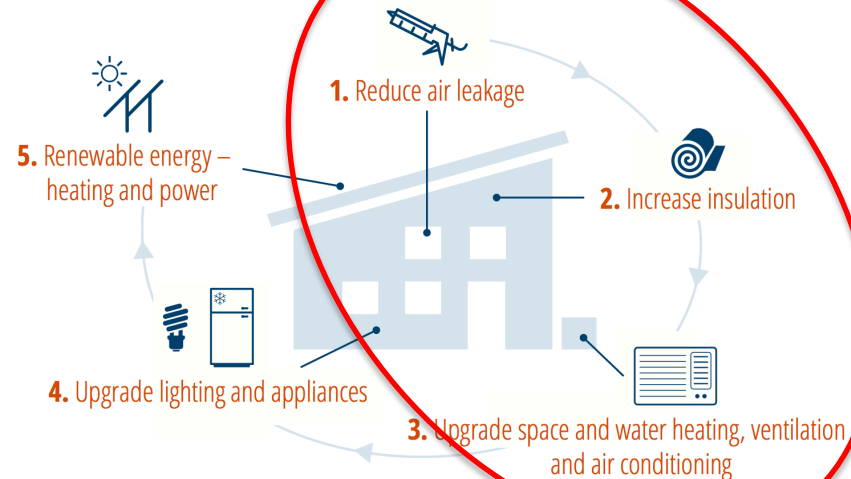 1. Reduce air leakage
2. Increase insulation
3. Upgrade space and water heating, ventilation
and air conditioning
4. Upgrade lighting and appliances
5. Renewable energy –
heating and power